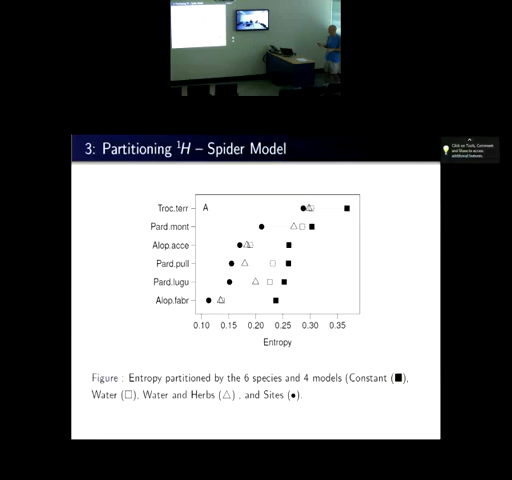 3: Partitioning ¹H – Spider Model
Click on Tools, Comment
and Share to access
additional features.
A
Troc.terr
Pard.mont
Alop.acce
Pard.pull
Pard.lugu
Alop.fabr
0.10 0.15 0.20 0.25 0.30 0.35
Entropy
Figure : Entropy partitioned by the 6 species and 4 models (Constant (■),
Water (□), Water and Herbs (△) , and Sites (●).